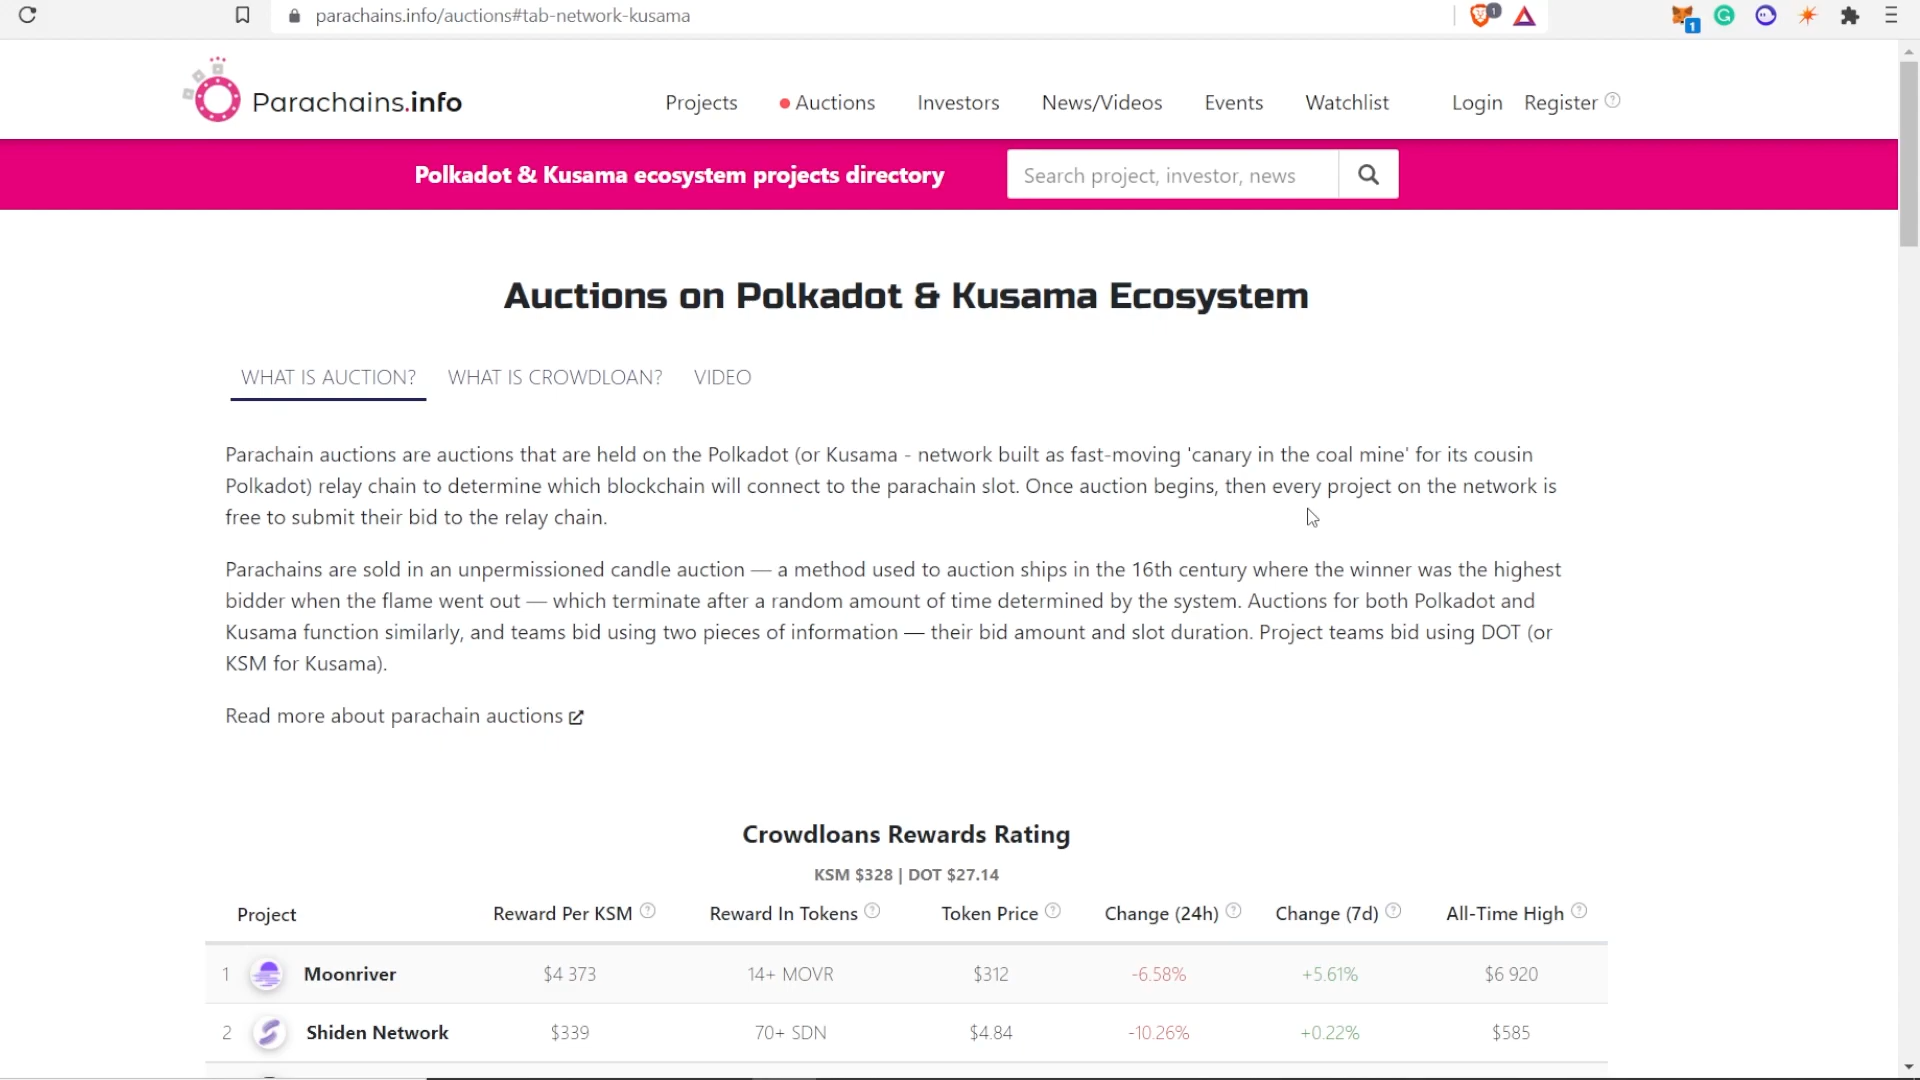 parachains.info/auctions#tab-network-kusama
1
1
Parachains.info
Projects
Auctions
Investors
News/Videos
Events
Watchlist
Login
Register ?
Polkadot & Kusama ecosystem projects directory
Search project, investor, news
Auctions on Polkadot & Kusama Ecosystem
WHAT IS AUCTION?
WHAT IS CROWDLOAN?
VIDEO
Parachain auctions are auctions that are held on the Polkadot (or Kusama - network built as fast-moving 'canary in the coal mine' for its cousin
Polkadot) relay chain to determine which blockchain will connect to the parachain slot. Once auction begins, then every project on the network is
free to submit their bid to the relay chain.
Parachains are sold in an unpermissioned candle auction — a method used to auction ships in the 16th century where the winner was the highest
bidder when the flame went out — which terminate after a random amount of time determined by the system. Auctions for both Polkadot and
Kusama function similarly, and teams bid using two pieces of information — their bid amount and slot duration. Project teams bid using DOT (or
KSM for Kusama).
Read more about parachain auctions
Crowdloans Rewards Rating
KSM $328 | DOT $27.14
Project Reward Per KSM ? Reward In Tokens ? Token Price ? Change (24h) ? Change (7d) ? All-Time High ?
1 Moonriver $4 373 14+ MOVR $312 -6.58% +5.61% $6 920
2 Shiden Network $339 70+ SDN $4.84 -10.26% +0.22% $585